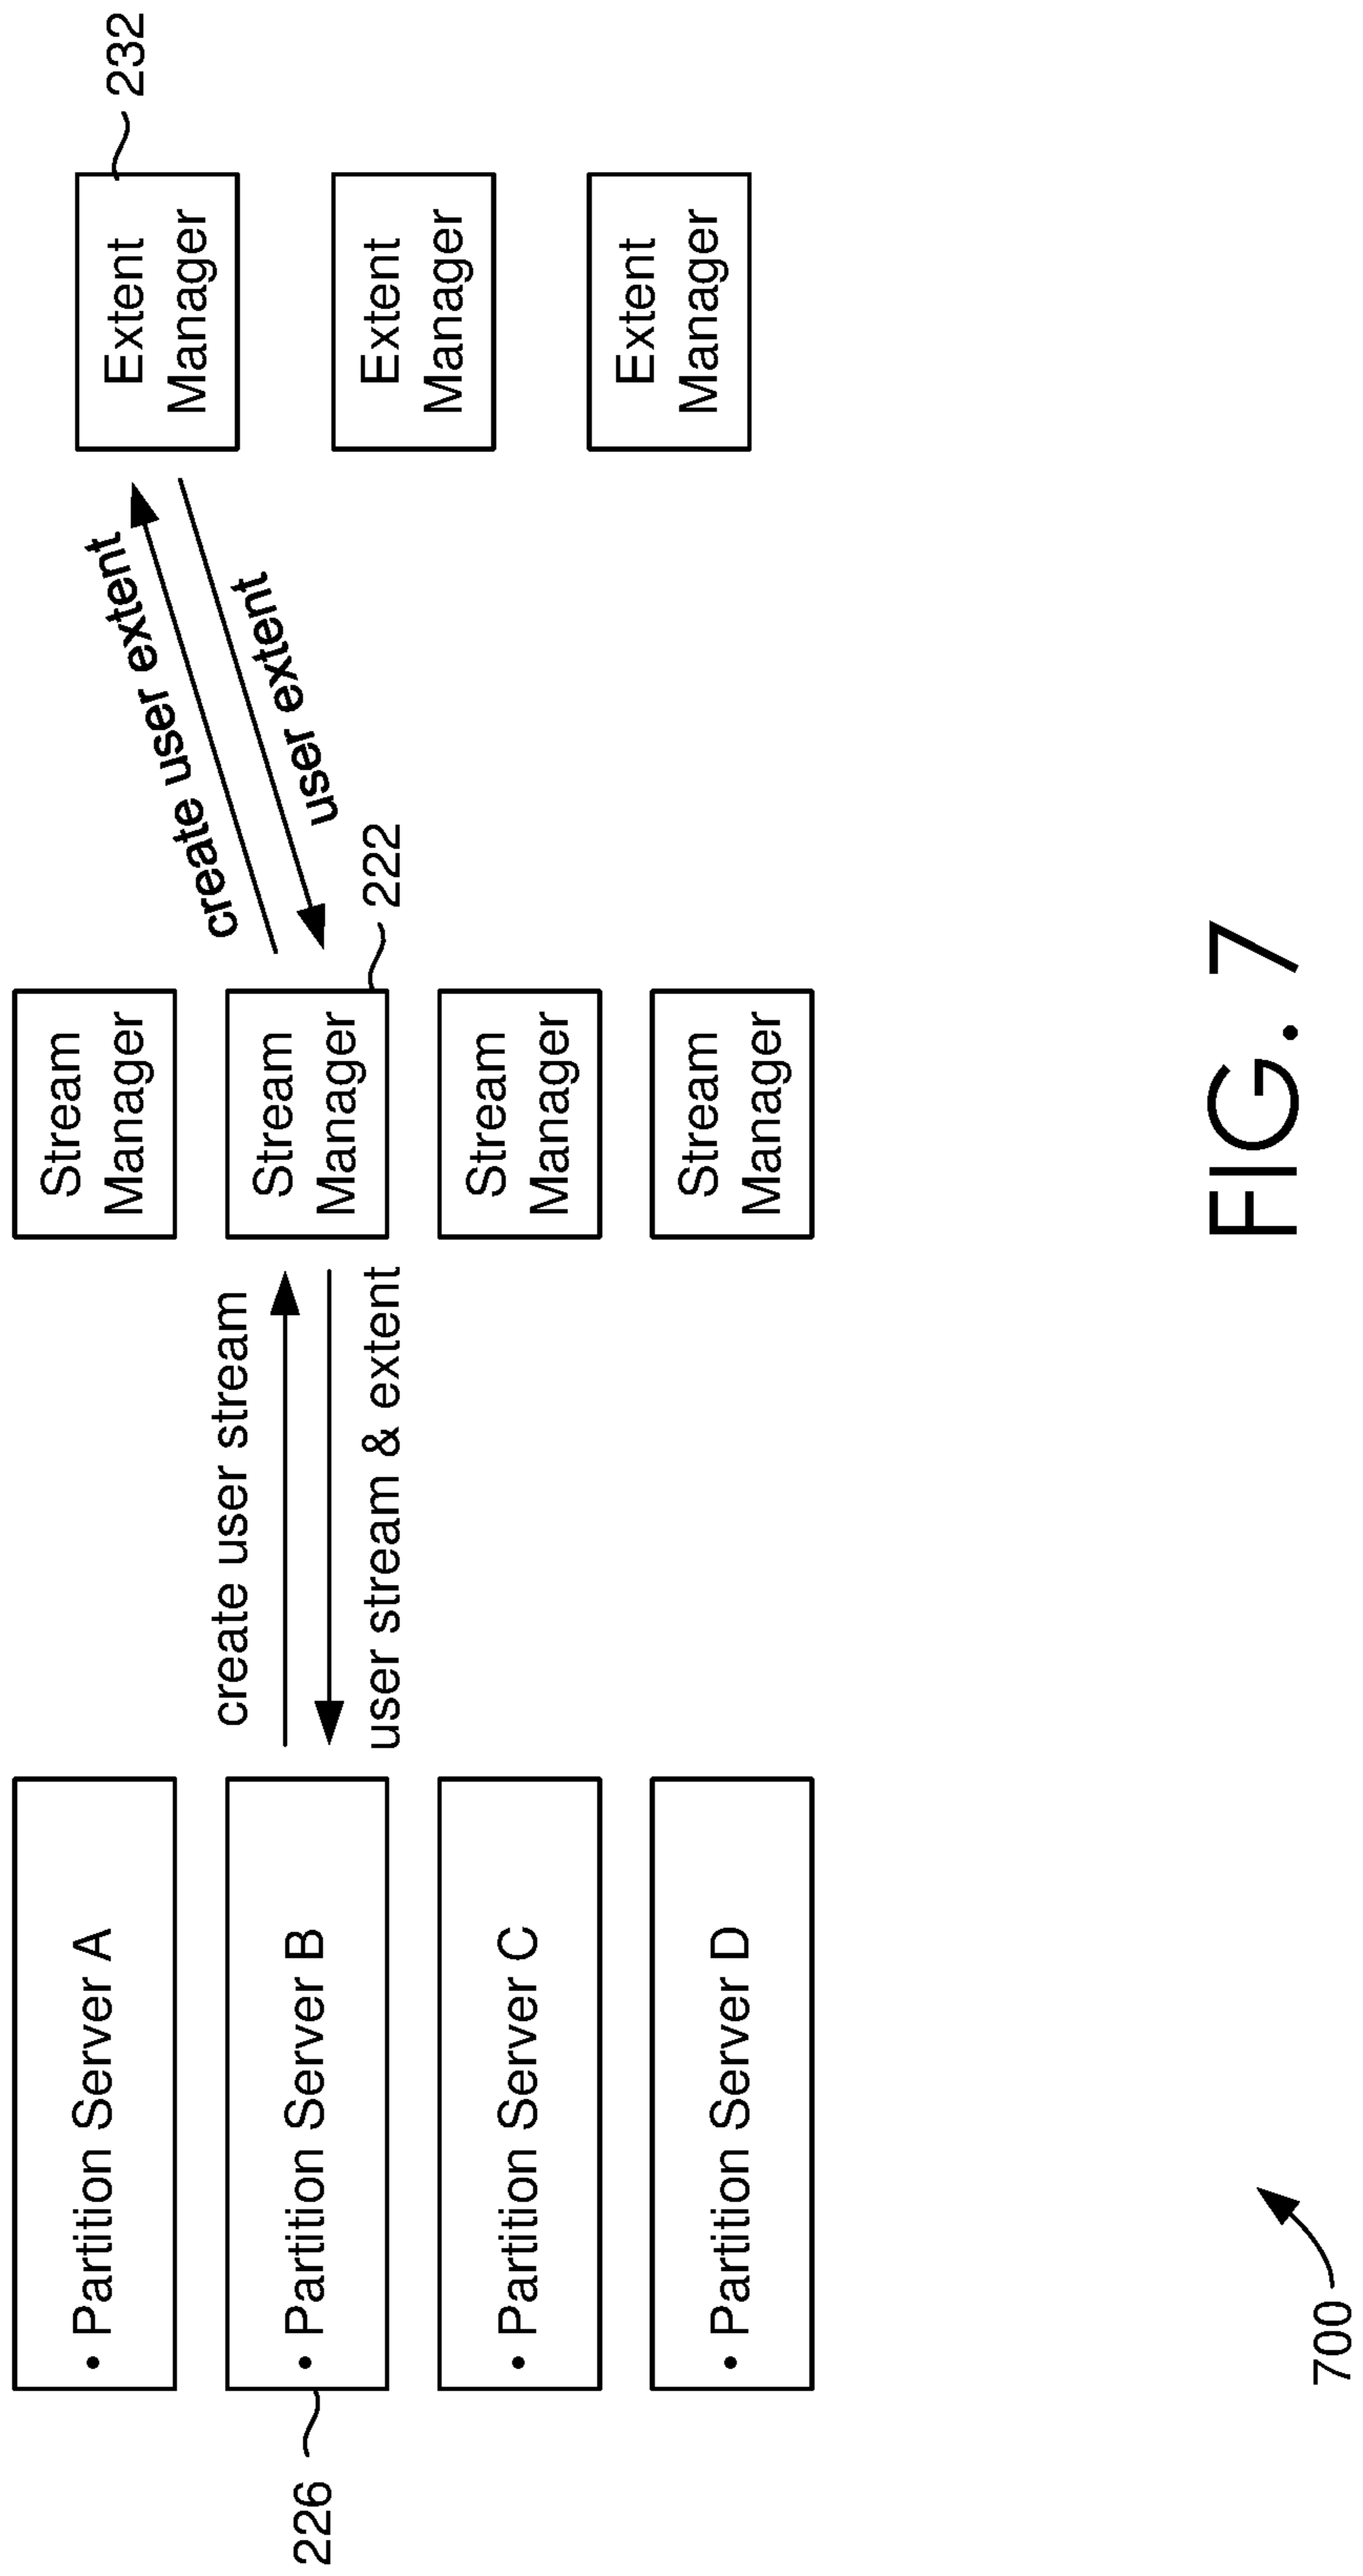 • Partition Server A
• Partition Server B
• Partition Server C
• Partition Server D
226
create user stream
user stream & extent
Stream
Manager
Stream
Manager
Stream
Manager
Stream
Manager
222
create user extent
user extent
Extent
Manager
Extent
Manager
Extent
Manager
232
700
FIG. 7